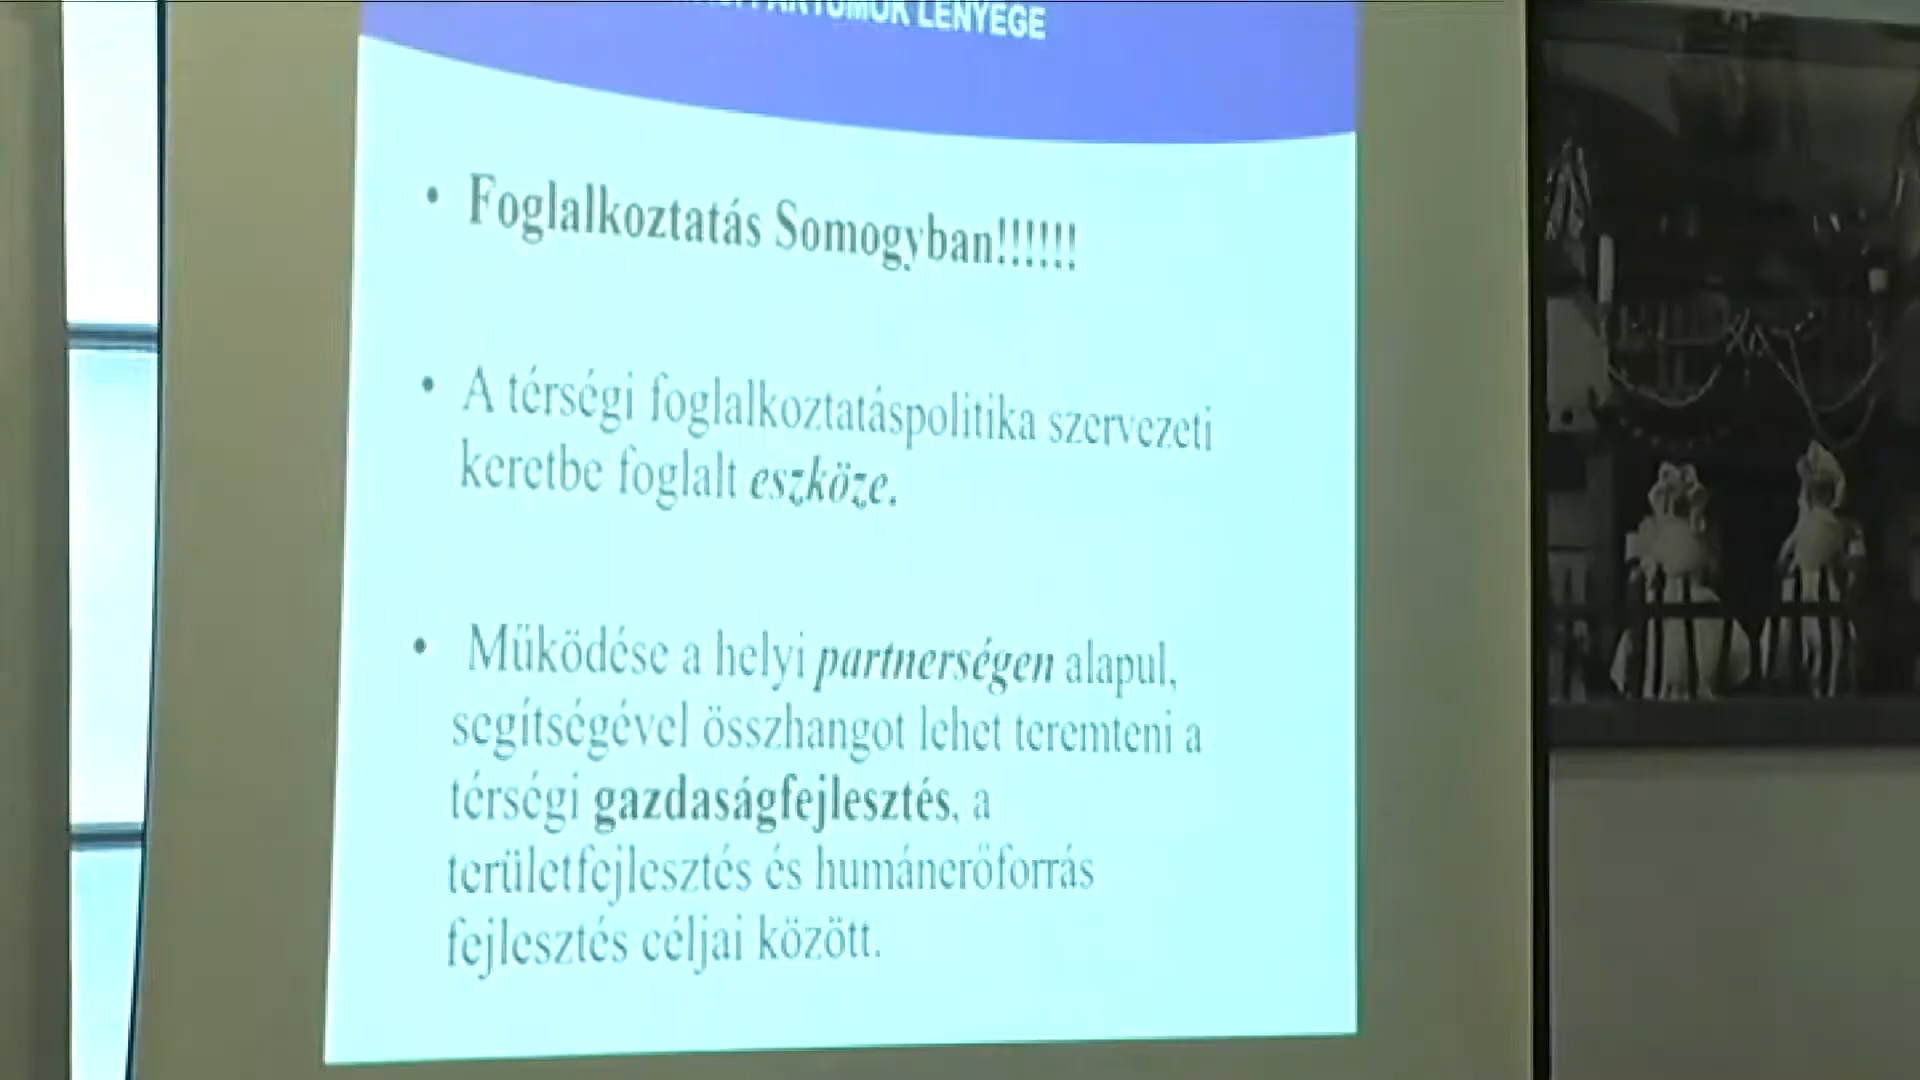 LÉNYEGE
• Foglalkoztatás Somogyban!!!!!!
• A térségi foglalkoztatáspolitika szervezeti
keretbe foglalt eszköze.
• Működése a helyi partnerségen alapul,
segítségével összhangot lehet teremteni a
térségi gazdaságfejlesztés, a
területfejlesztés és humánerőforrás
fejlesztés céljai között.